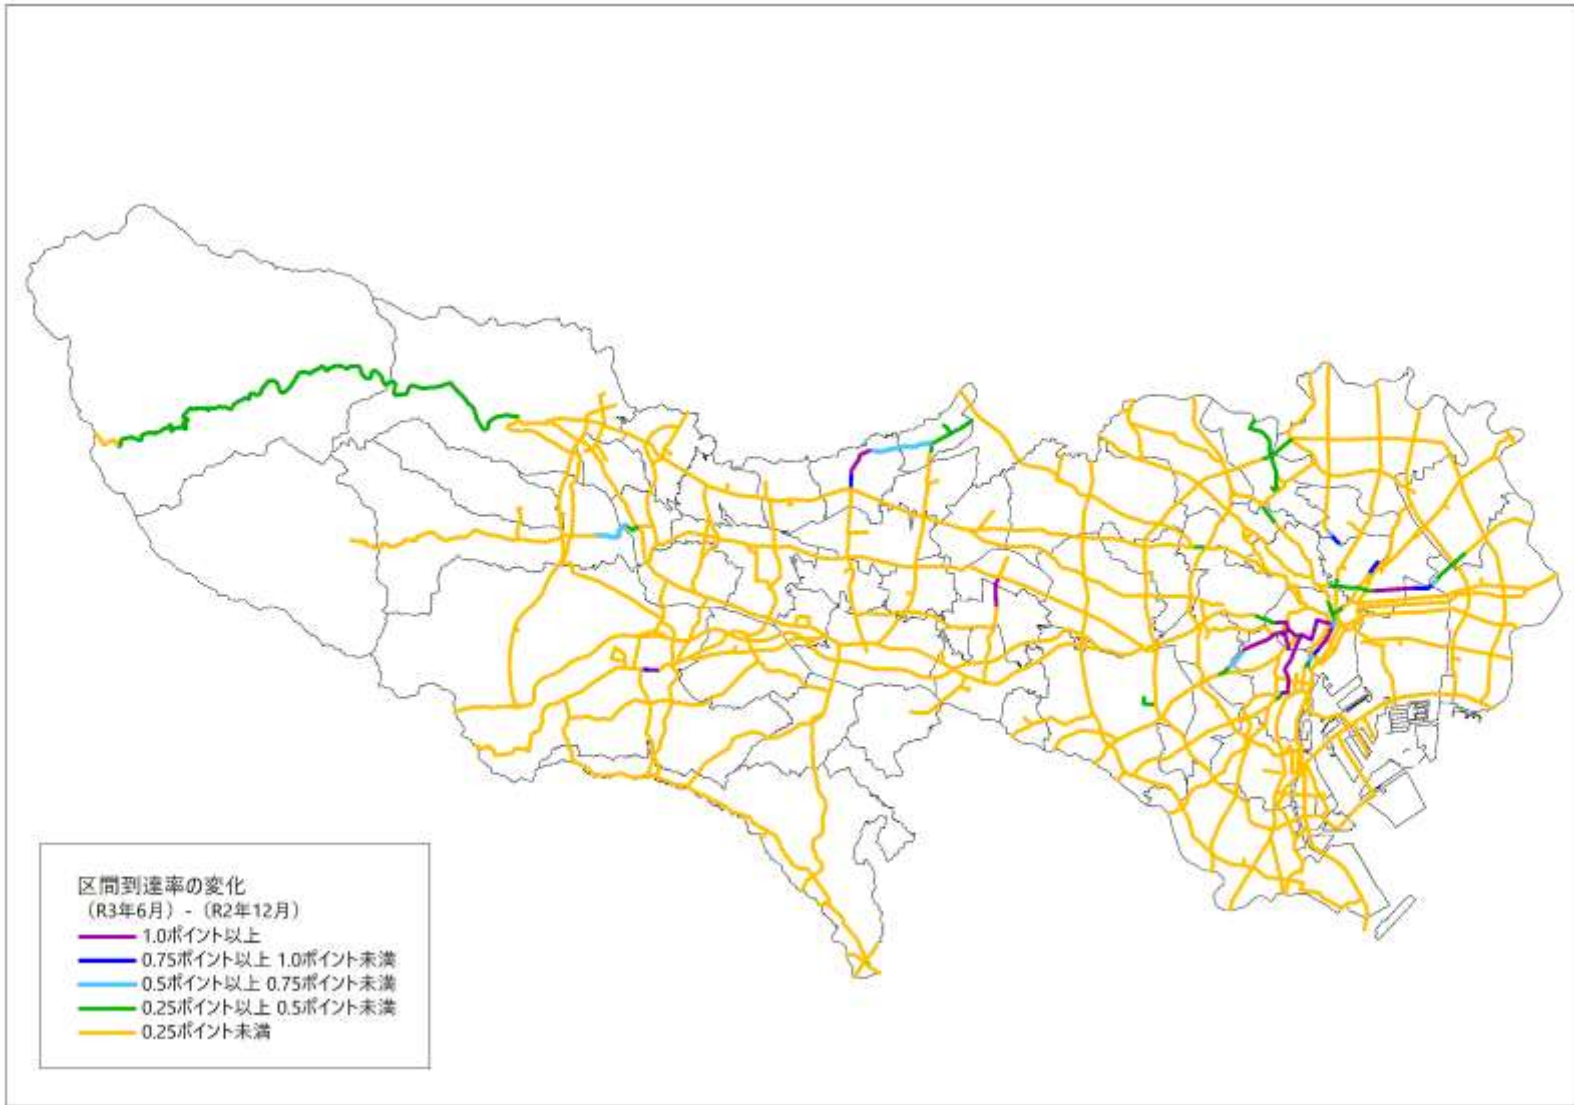 区間到達率の変化
（R3年6月）-（R2年12月）
1.0ポイント以上
0.75ポイント以上 1.0ポイント未満
0.5ポイント以上 0.75ポイント未満
0.25ポイント以上 0.5ポイント未満
0.25ポイント未満